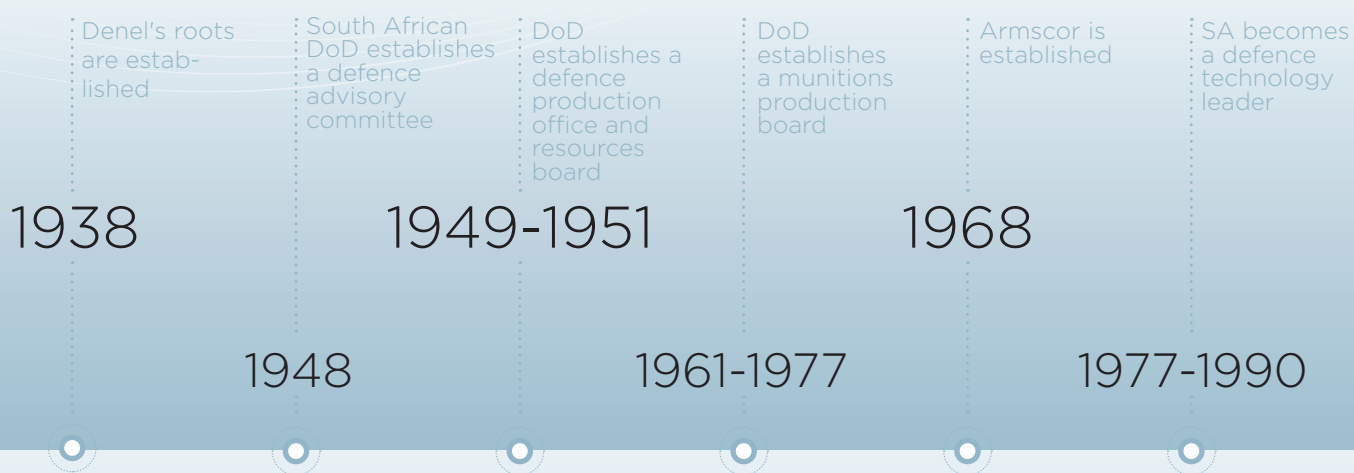 Denel's roots
are estab-
lished
South African
DoD establishes
a defence
advisory
committee
DoD
establishes a
defence
production
office and
resources
board
DoD
establishes
a munitions
production
board
Armscor is
established
SA becomes
a defence
technology
leader
1938
1949-1951
1968
1948
1961-1977
1977-1990